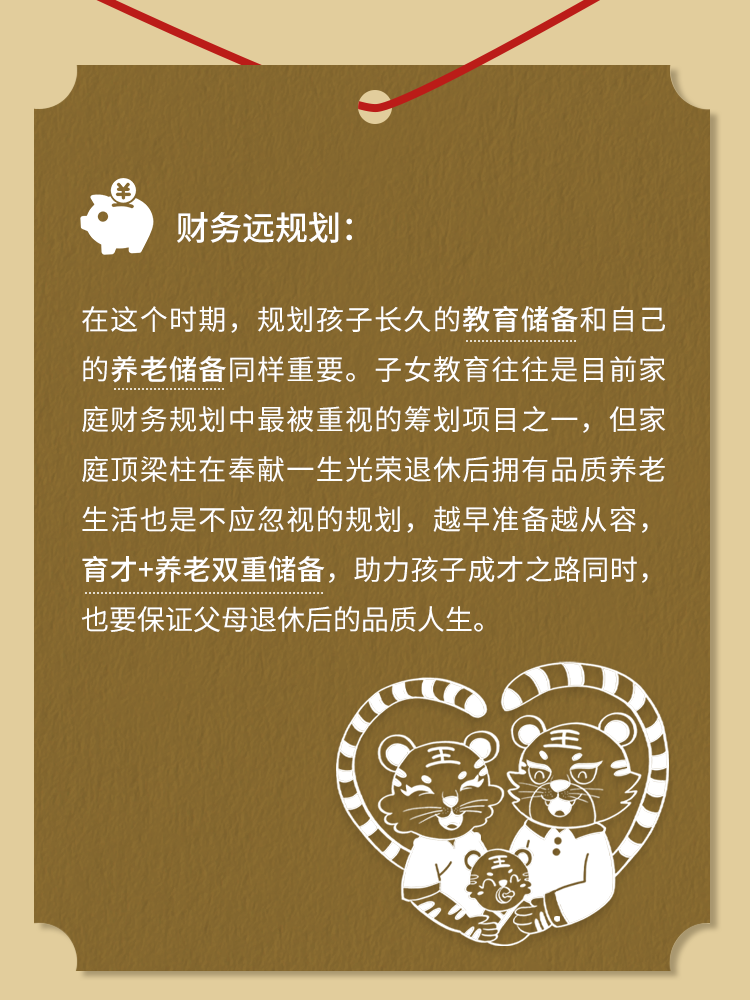 财务远规划：
在这个时期，规划孩子长久的教育储备和自己
的养老储备同样重要。子女教育往往是目前家
庭财务规划中最被重视的筹划项目之一，但家
庭顶梁柱在奉献一生光荣退休后拥有品质养老
生活也是不应忽视的规划，越早准备越从容，
育才+养老双重储备，助力孩子成才之路同时，
也要保证父母退休后的品质人生。